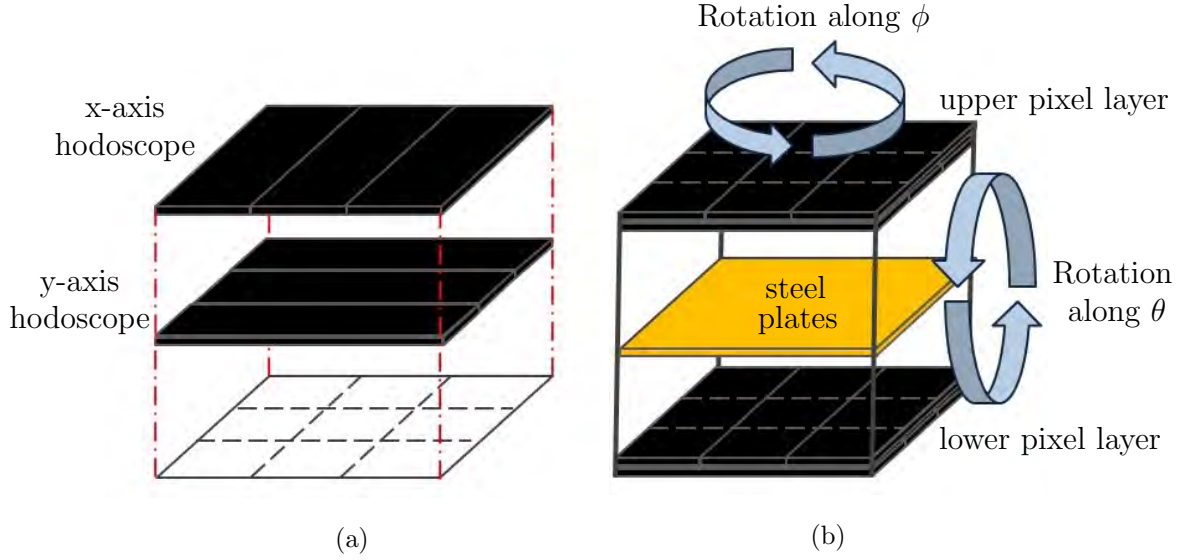 x-axis
hodoscope
y-axis
hodoscope
(a)
Rotation along ϕ
upper pixel layer
steel
plates
Rotation
along θ
lower pixel layer
(b)